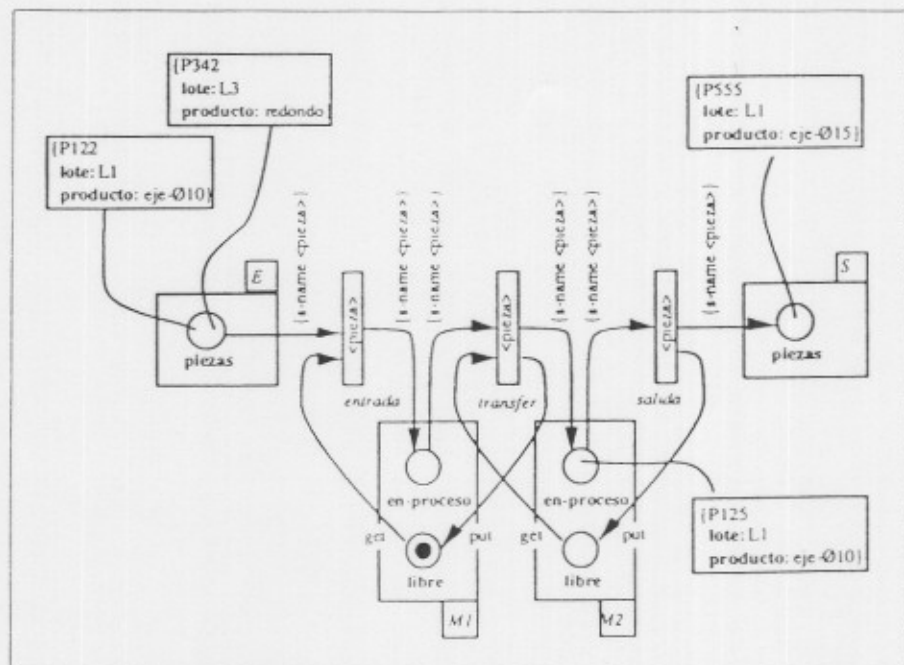 {P342
lote: L3
producto: redondo}
{P555
lote: L1
producto: eje-Ø15}
{P122
lote: L1
producto: eje-Ø10}
{s-name <pieza>}
{s-name <pieza>}
{s-name <pieza>}
{s-name <pieza>}
{s-name <pieza>}
{s-name <pieza>}
E
S
<pieza>
<pieza>
<pieza>
piezas
piezas
entrada
transfer
salida
en-proceso
en-proceso
{P125
lote: L1
producto: eje-Ø10}
get
put
get
put
libre
libre
M1
M2